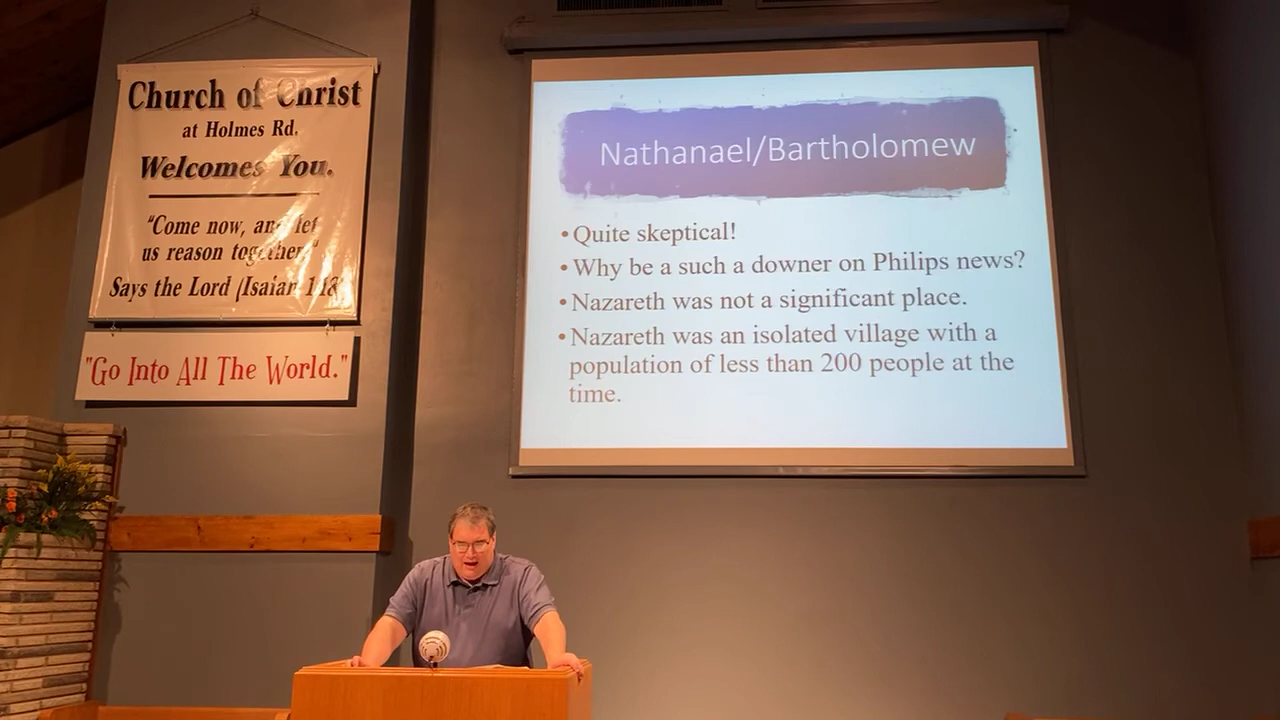 Church of Christ
at Holmes Rd.
Welcomes You.
"Come now, and let
us reason together,"
Says the Lord (Isaiah 1:18)
"Go Into All The World."
Nathanael/Bartholomew
• Quite skeptical!
• Why be a such a downer on Philips news?
• Nazareth was not a significant place.
• Nazareth was an isolated village with a
population of less than 200 people at the
time.